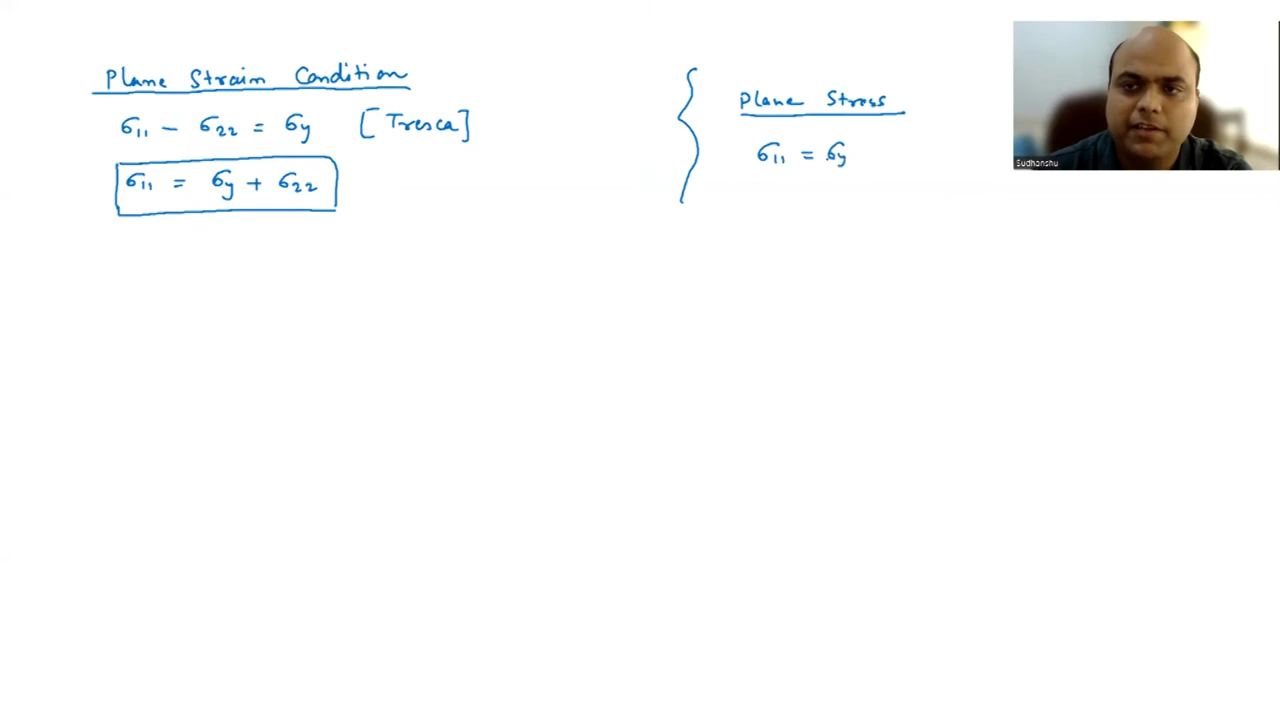 Plane Strain Condition
σ₁₁ - σ₂₂ = σy [Tresca]
σ₁₁ = σy + σ₂₂
Plane Stress
σ₁₁ = σy
Sudhanshu